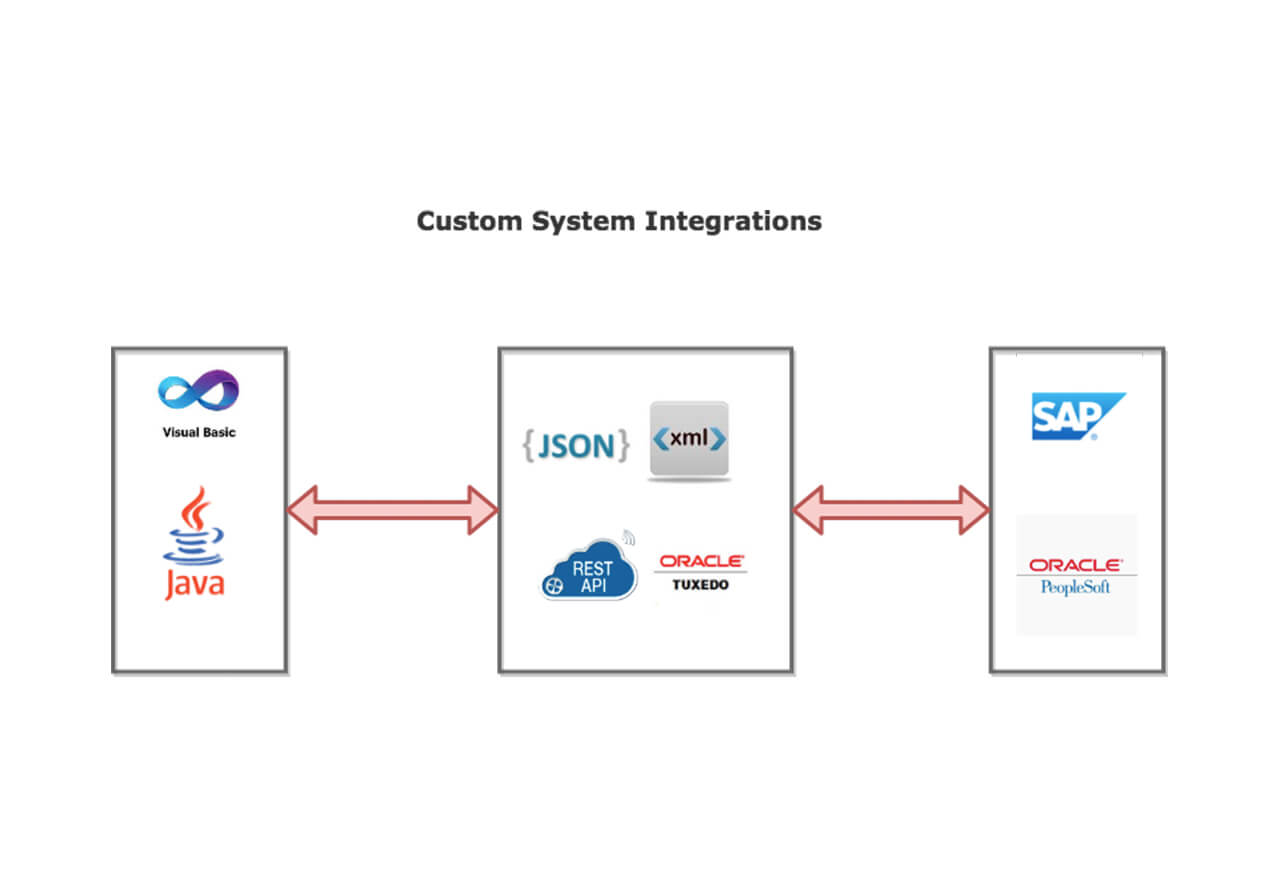 Custom System Integrations
Visual Basic
Java
{JSON}
<xml>
REST
API
ORACLE®
TUXEDO
SAP®
ORACLE®
PeopleSoft